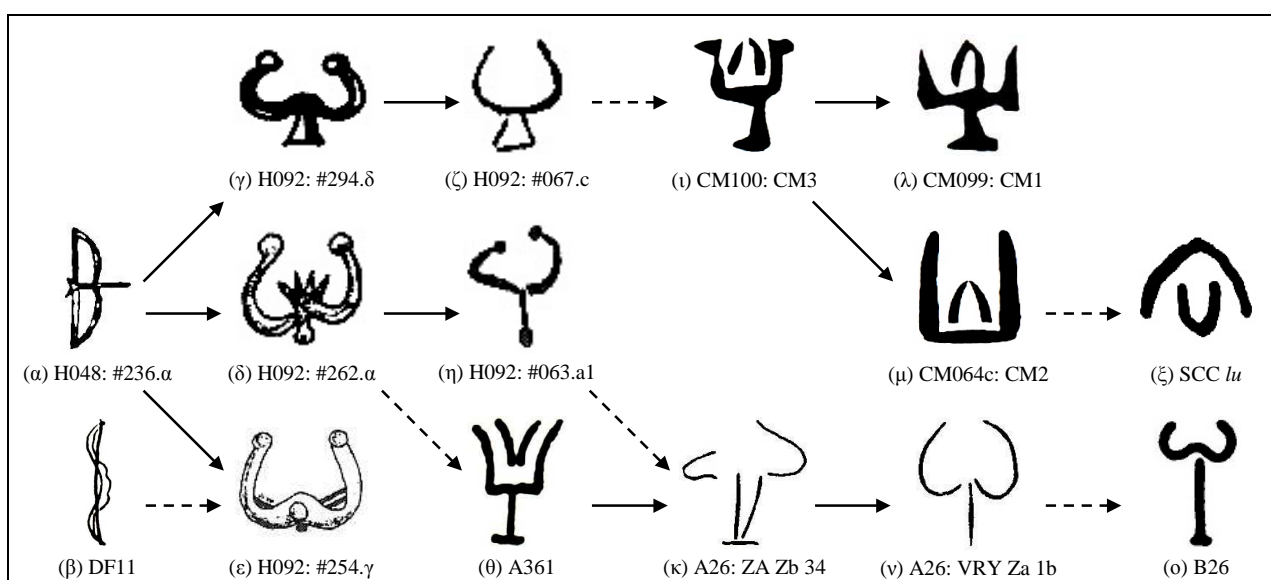 (γ) H092: #294.δ (ζ) H092: #067.c (ι) CM100: CM3 (λ) CM099: CM1
(α) H048: #236.α (δ) H092: #262.α (η) H092: #063.a1 (μ) CM064c: CM2 (ξ) SCC lu
(β) DF11 (ε) H092: #254.γ (θ) A361 (κ) A26: ZA Zb 34 (ν) A26: VRY Za 1b (ο) B26